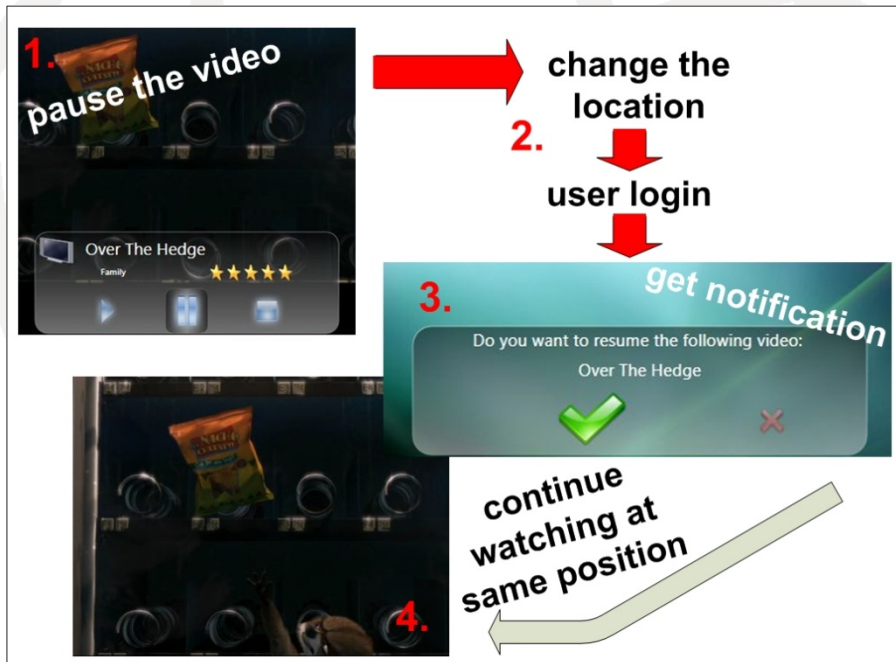 1.
pause the video
Over The Hedge
Family
change the
location
2.
user login
3.
get notification
Do you want to resume the following video:
Over The Hedge
continue
watching at
same position
4.